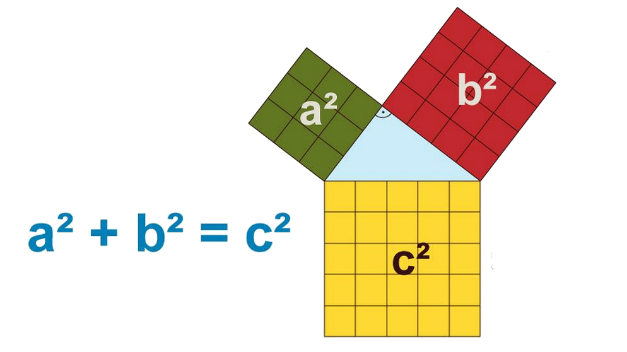 a²
b²
a² + b² = c²
c²